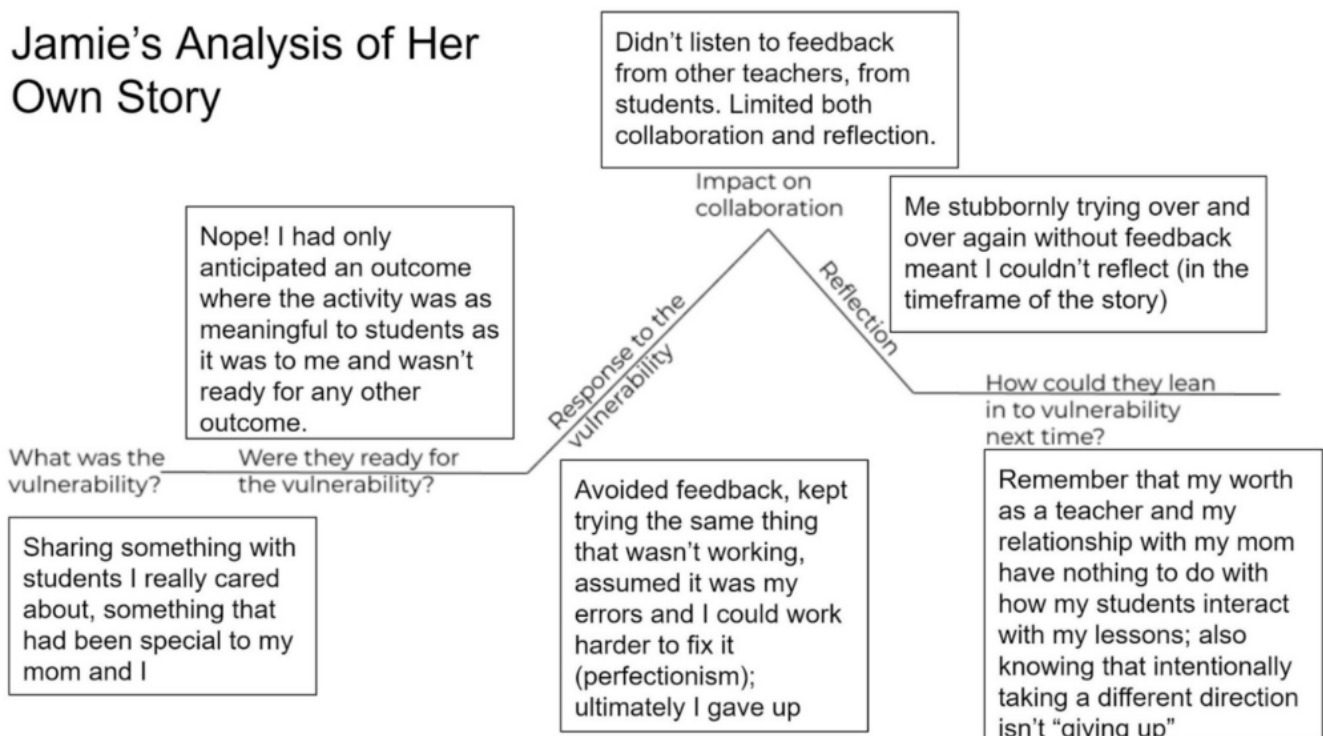 Jamie's Analysis of Her
Own Story
What was the
vulnerability?
Sharing something with
students I really cared
about, something that
had been special to my
mom and I
Were they ready for
the vulnerability?
Nope! I had only
anticipated an outcome
where the activity was as
meaningful to students as
it was to me and wasn't
ready for any other
outcome.
Response to the
vulnerability
Avoided feedback, kept
trying the same thing
that wasn't working,
assumed it was my
errors and I could work
harder to fix it
(perfectionism);
ultimately I gave up
Impact on
collaboration
Didn't listen to feedback
from other teachers, from
students. Limited both
collaboration and reflection.
Reflection
Me stubbornly trying over and
over again without feedback
meant I couldn't reflect (in the
timeframe of the story)
How could they lean
in to vulnerability
next time?
Remember that my worth
as a teacher and my
relationship with my mom
have nothing to do with
how my students interact
with my lessons; also
knowing that intentionally
taking a different direction
isn't "giving up"